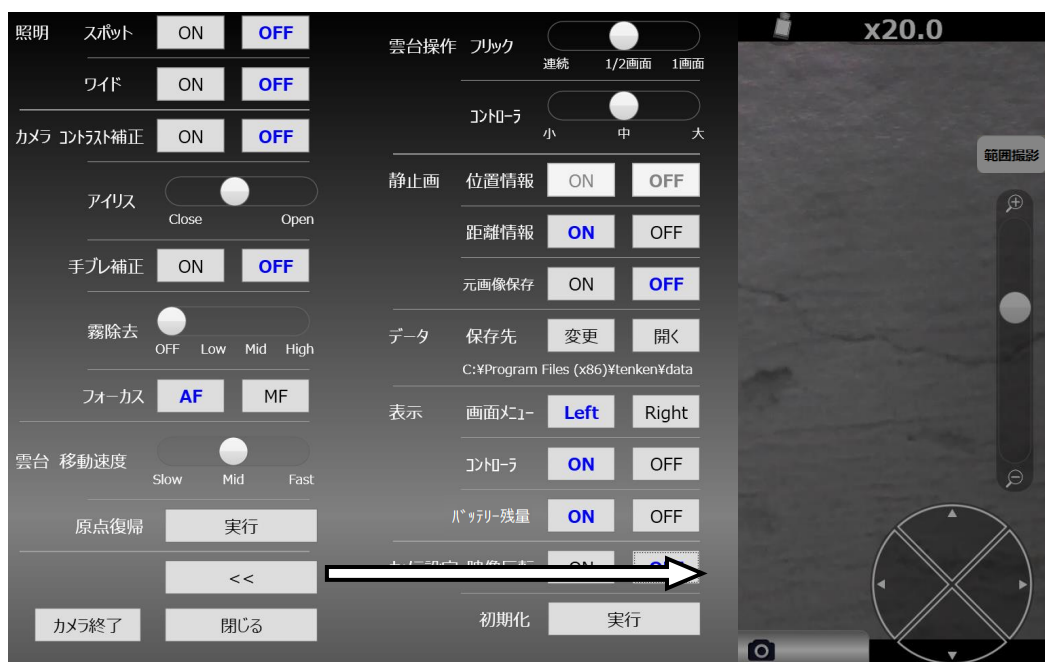 照明 スポット ON OFF
ワイド ON OFF
カメラ コントラスト補正 ON OFF
アイリス
Close Open
手ブレ補正 ON OFF
霧除去
OFF Low Mid High
フォーカス AF MF
雲台 移動速度
Slow Mid Fast
原点復帰 実行
<<
カメラ終了 閉じる
雲台操作 フリック
連続 1/2画面 1画面
コントローラ
小 中 大
静止画 位置情報 ON OFF
距離情報 ON OFF
元画像保存 ON OFF
データ 保存先 変更 開く
C:¥Program Files (x86)¥tenken¥data
表示 画面メニュー Left Right
コントローラ ON OFF
バッテリー残量 ON OFF
初期化 実行
x20.0
範囲撮影